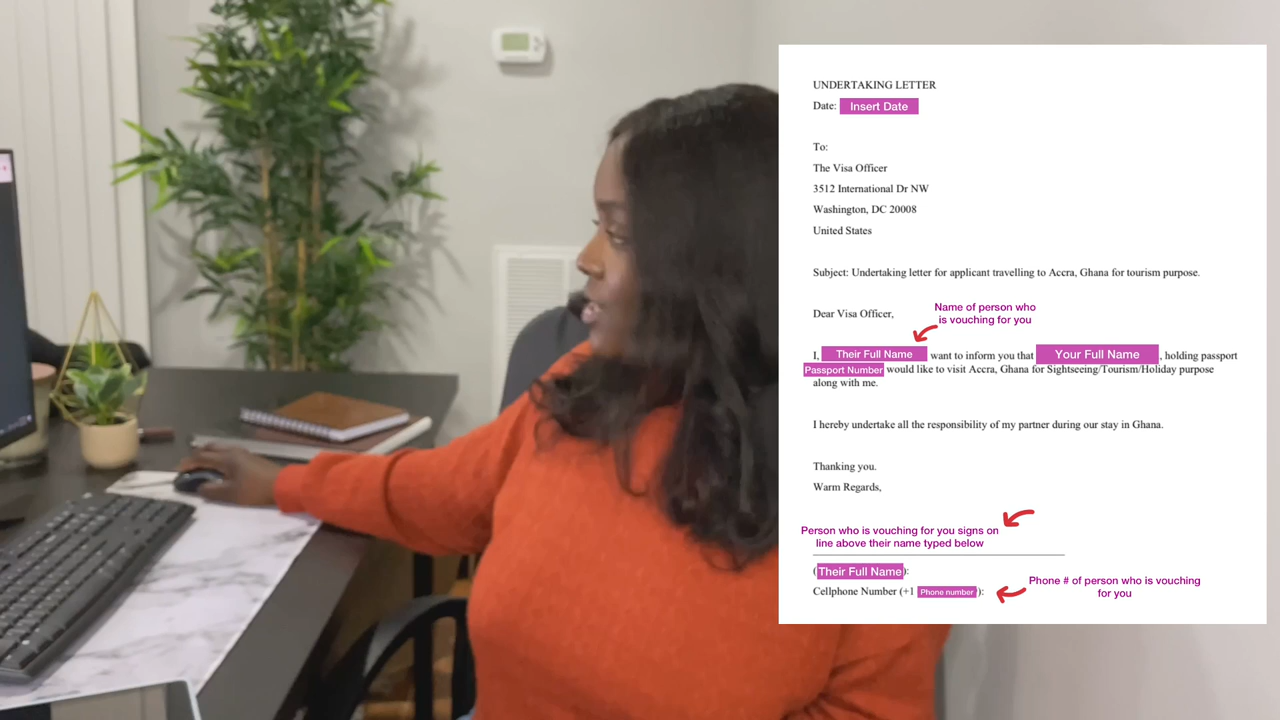 UNDERTAKING LETTER
Date: Insert Date
To:
The Visa Officer
3512 International Dr NW
Washington, DC 20008
United States
Subject: Undertaking letter for applicant travelling to Accra, Ghana for tourism purpose.
Dear Visa Officer,
Name of person who
is vouching for you
I, Their Full Name want to inform you that Your Full Name, holding passport
Passport Number would like to visit Accra, Ghana for Sightseeing/Tourism/Holiday purpose
along with me.
I hereby undertake all the responsibility of my partner during our stay in Ghana.
Thanking you.
Warm Regards,
Person who is vouching for you signs on
line above their name typed below
(Their Full Name):
Cellphone Number (+1 Phone number):
Phone # of person who is vouching
for you